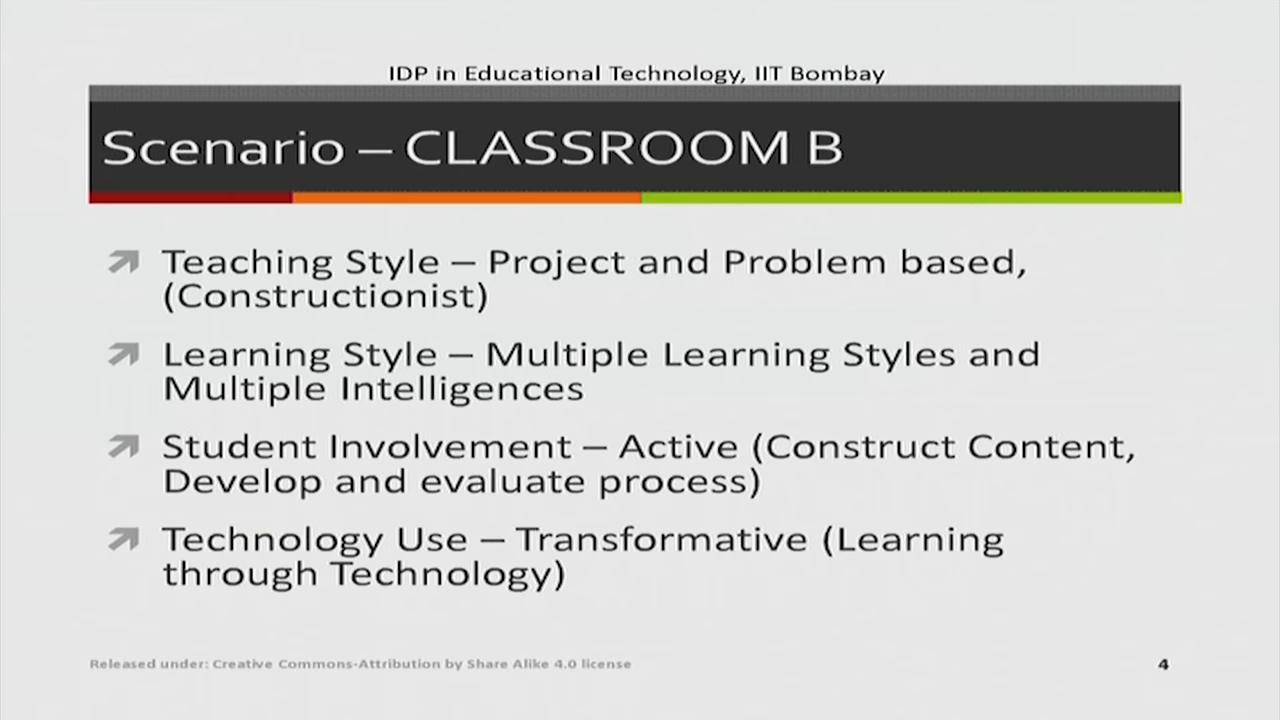 IDP in Educational Technology, IIT Bombay
Scenario – CLASSROOM B
Teaching Style – Project and Problem based,
(Constructionist)
Learning Style – Multiple Learning Styles and
Multiple Intelligences
Student Involvement – Active (Construct Content,
Develop and evaluate process)
Technology Use – Transformative (Learning
through Technology)
Released under: Creative Commons-Attribution by Share Alike 4.0 license
4